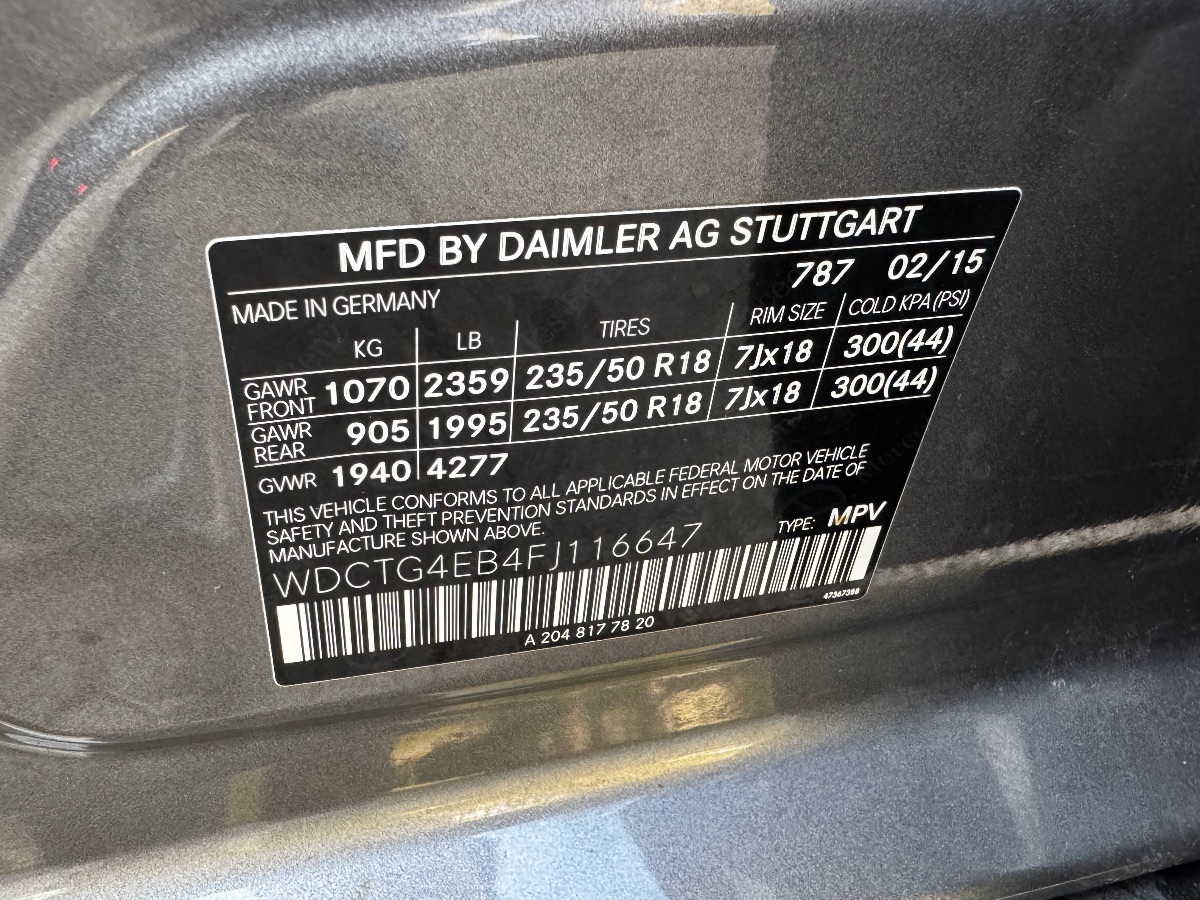 MFD BY DAIMLER AG STUTTGART
787 02/15
MADE IN GERMANY
KG LB TIRES RIM SIZE COLD KPA (PSI)
GAWR FRONT 1070 2359 235/50 R18 7Jx18 300(44)
GAWR REAR 905 1995 235/50 R18 7Jx18 300(44)
GVWR 1940 4277
THIS VEHICLE CONFORMS TO ALL APPLICABLE FEDERAL MOTOR VEHICLE
SAFETY AND THEFT PREVENTION STANDARDS IN EFFECT ON THE DATE OF
MANUFACTURE SHOWN ABOVE.
TYPE: MPV
WDCTG4EB4FJ116647
47367388
A 204 817 78 20